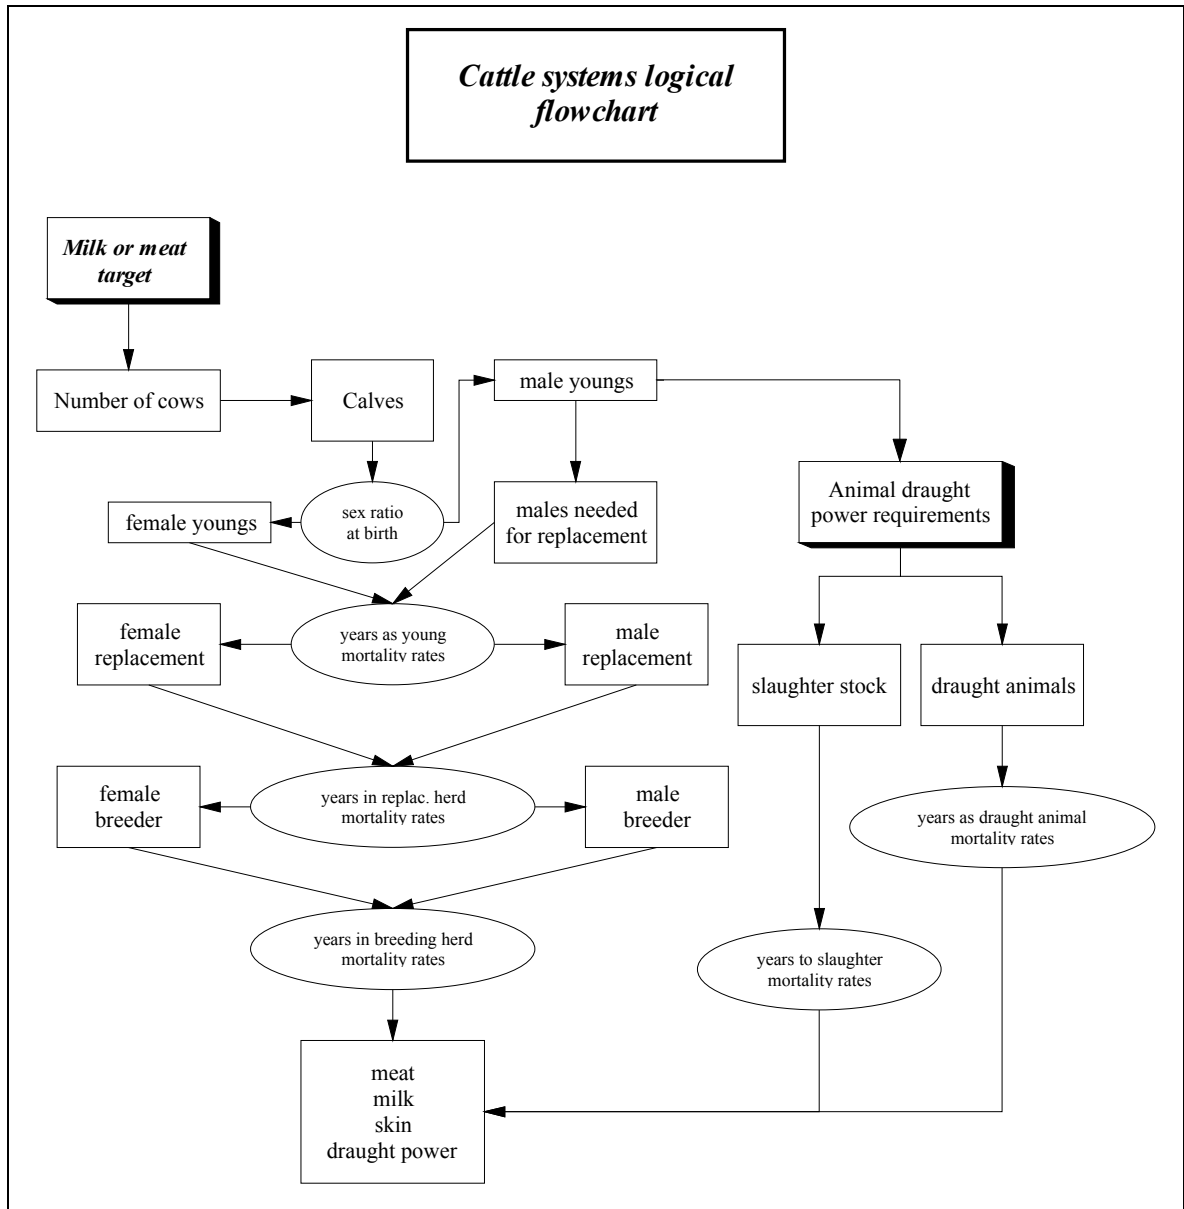 Cattle systems logical
flowchart
Milk or meat
target
Number of cows
Calves
male youngs
female youngs
sex ratio
at birth
males needed
for replacement
Animal draught
power requirements
female
replacement
years as young
mortality rates
male
replacement
slaughter stock
draught animals
female
breeder
years in replac. herd
mortality rates
male
breeder
years as draught animal
mortality rates
years in breeding herd
mortality rates
years to slaughter
mortality rates
meat
milk
skin
draught power